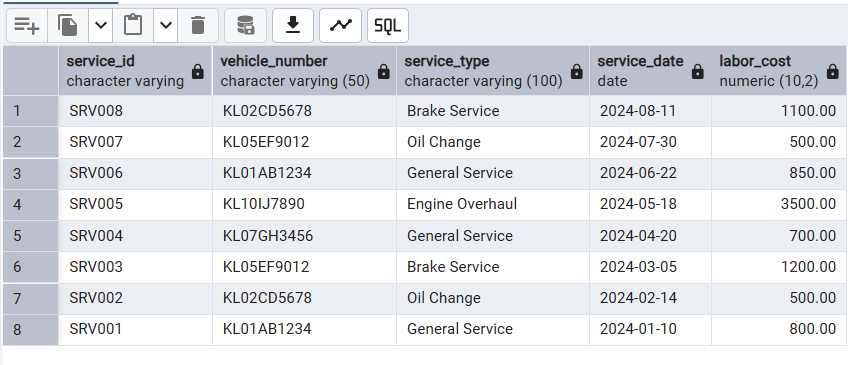 SQL
service_id vehicle_number service_type service_date labor_cost
character varying character varying (50) character varying (100) date numeric (10,2)
1 SRV008 KL02CD5678 Brake Service 2024-08-11 1100.00
2 SRV007 KL05EF9012 Oil Change 2024-07-30 500.00
3 SRV006 KL01AB1234 General Service 2024-06-22 850.00
4 SRV005 KL10IJ7890 Engine Overhaul 2024-05-18 3500.00
5 SRV004 KL07GH3456 General Service 2024-04-20 700.00
6 SRV003 KL05EF9012 Brake Service 2024-03-05 1200.00
7 SRV002 KL02CD5678 Oil Change 2024-02-14 500.00
8 SRV001 KL01AB1234 General Service 2024-01-10 800.00